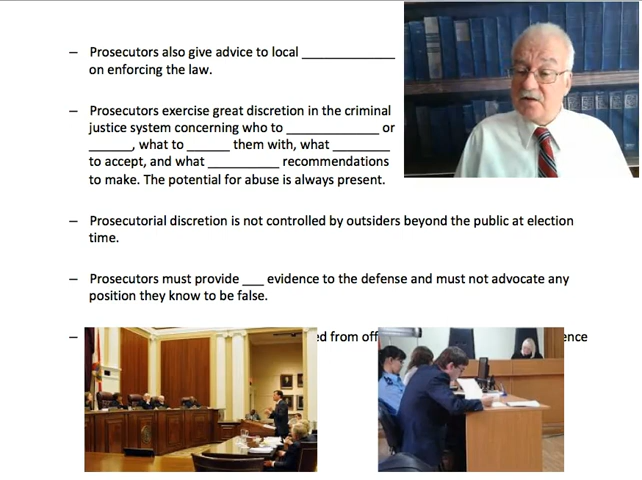 – Prosecutors also give advice to local ______________
on enforcing the law.
– Prosecutors exercise great discretion in the criminal
justice system concerning who to ______________ or
_______, what to ______ them with, what ________
to accept, and what __________ recommendations
to make. The potential for abuse is always present.
– Prosecutorial discretion is not controlled by outsiders beyond the public at election
time.
– Prosecutors must provide ___ evidence to the defense and must not advocate any
position they know to be false.
– ed from off ence